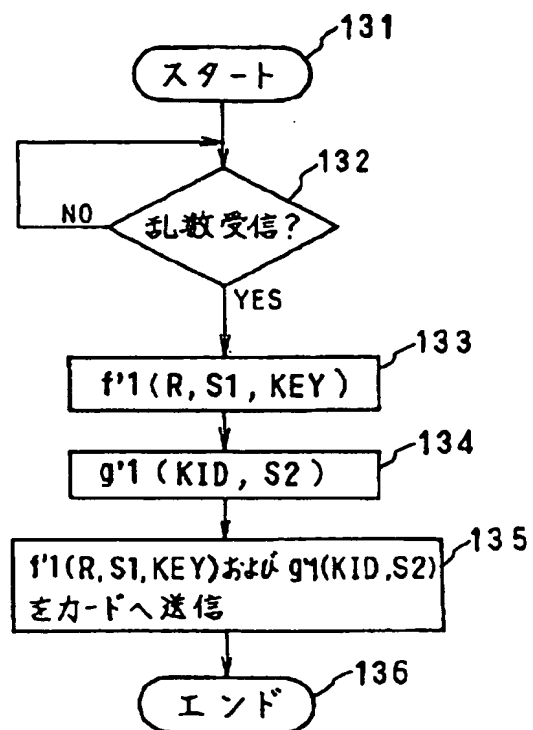 131
スタート
132
乱数受信?
NO
YES
133
f'1(R,S1,KEY)
134
g'1(KID,S2)
135
f'1(R,S1,KEY)および g'1(KID,S2)
をカードへ送信
136
エンド